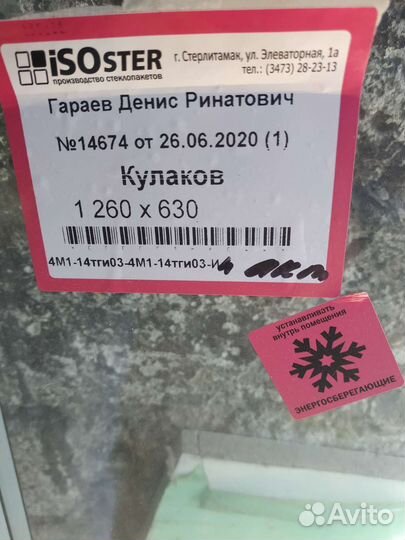 iSOSTER
производство стеклопакетов
г. Стерлитамак, ул. Элеваторная, 1а
тел.: (3473) 28-23-13
Гараев Денис Ринатович
№14674 от 26.06.2020 (1)
Кулаков
1 260 x 630
4М1-14тги03-4М1-14тги03-И4
устанавливать
внутрь помещения
ЭНЕРГОСБЕРЕГАЮЩИЕ
Avito